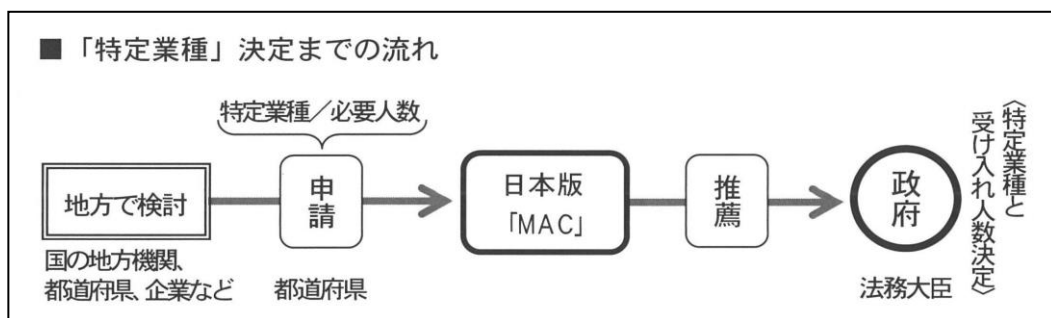 ■「特定業種」決定までの流れ
特定業種／必要人数
地方で検討
国の地方機関、
都道府県、企業など
申請
都道府県
日本版
「MAC」
推薦
政府
法務大臣
〈特定業種と
受け入れ人数決定〉